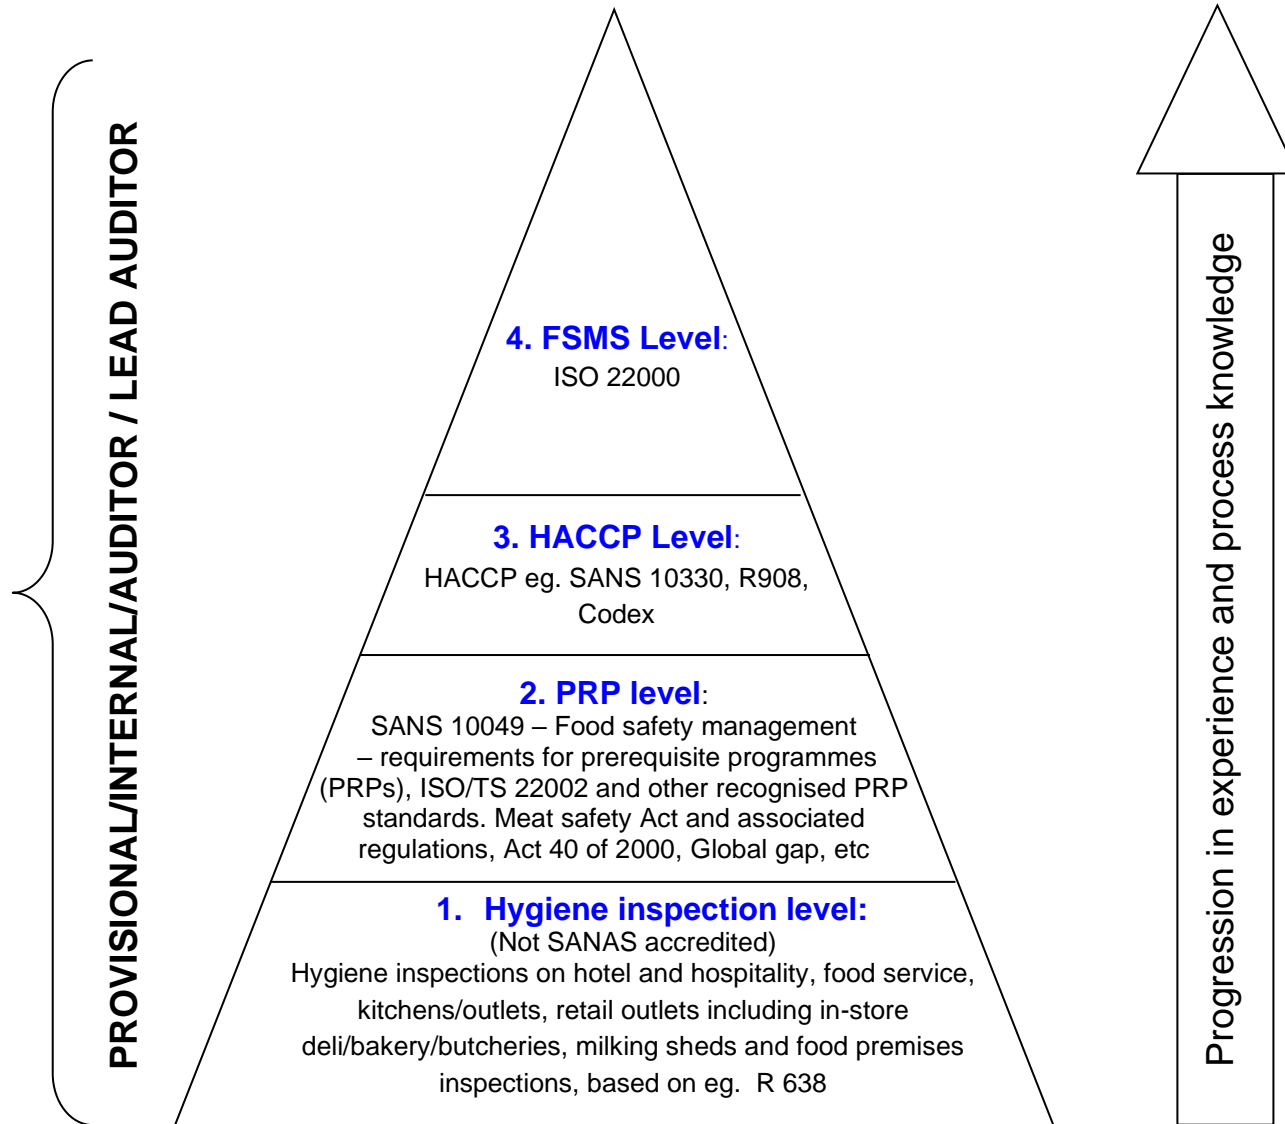 PROVISIONAL/INTERNAL/AUDITOR / LEAD AUDITOR
4. FSMS Level:
ISO 22000
3. HACCP Level:
HACCP eg. SANS 10330, R908,
Codex
2. PRP level:
SANS 10049 – Food safety management
– requirements for prerequisite programmes
(PRPs), ISO/TS 22002 and other recognised PRP
standards. Meat safety Act and associated
regulations, Act 40 of 2000, Global gap, etc
1. Hygiene inspection level:
(Not SANAS accredited)
Hygiene inspections on hotel and hospitality, food service,
kitchens/outlets, retail outlets including in-store
deli/bakery/butcheries, milking sheds and food premises
inspections, based on eg. R 638
Progression in experience and process knowledge